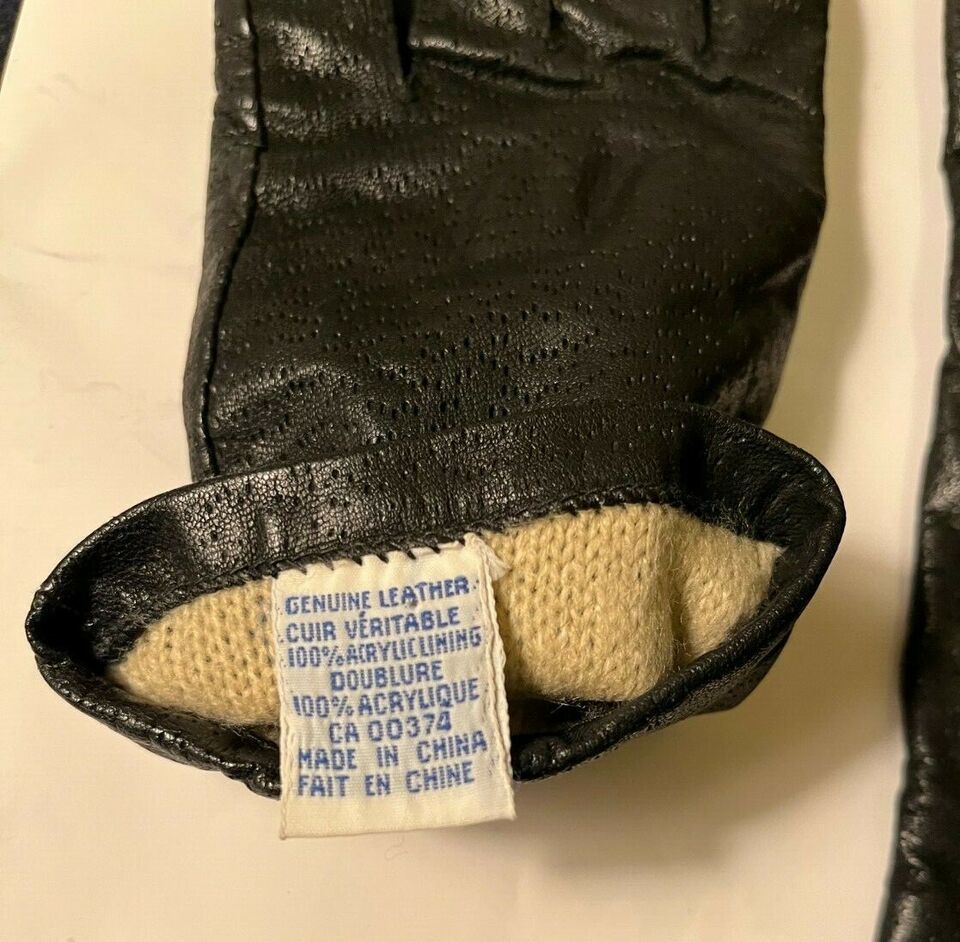 GENUINE LEATHER
CUIR VÉRITABLE
100% ACRYLIC LINING
DOUBLURE
100% ACRYLIQUE
CA 00374
MADE IN CHINA
FAIT EN CHINE